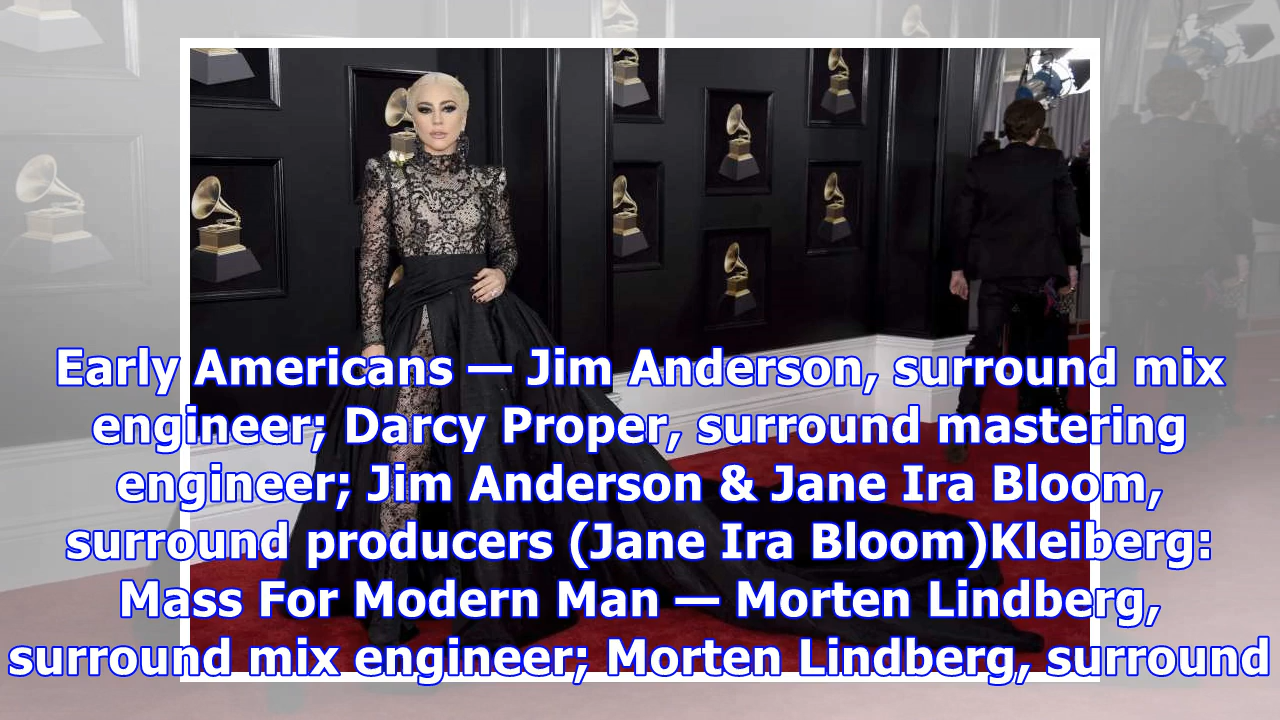 Early Americans — Jim Anderson, surround mix
engineer; Darcy Proper, surround mastering
engineer; Jim Anderson & Jane Ira Bloom,
surround producers (Jane Ira Bloom)Kleiberg:
Mass For Modern Man — Morten Lindberg,
surround mix engineer; Morten Lindberg, surround